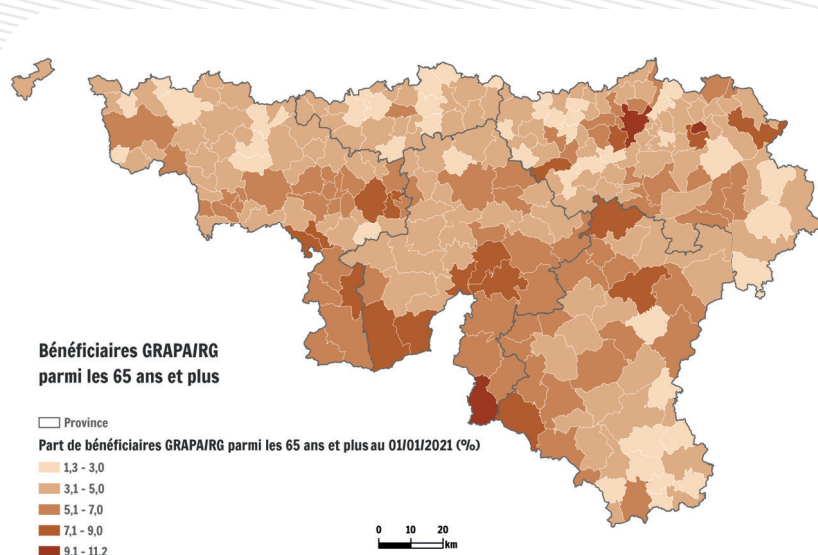 Bénéficiaires GRAPA/RG
parmi les 65 ans et plus
Province
Part de bénéficiaires GRAPA/RG parmi les 65 ans et plus au 01/01/2021 (%)
1,3 - 3,0
3,1 - 5,0
5,1 - 7,0
7,1 - 9,0
9,1 - 11,2
0 10 20
km